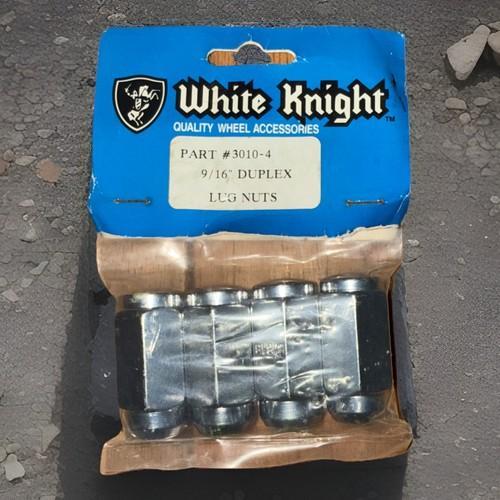 White Knight
TM
QUALITY WHEEL ACCESSORIES
PART #3010-4
9/16" DUPLEX
LUG NUTS